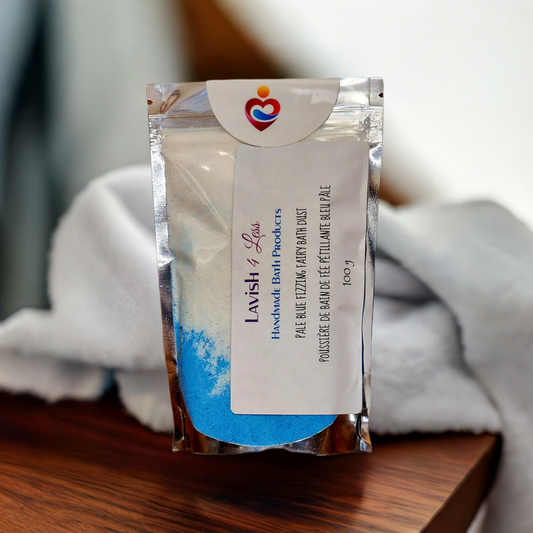 Lavish 4 Less
Handmade Bath Products
PALE BLUE FIZZING FAIRY BATH DUST
POUSSIÈRE DE BAIN DE FÉE PÉTILLANTE BLEU PÂLE
100 g